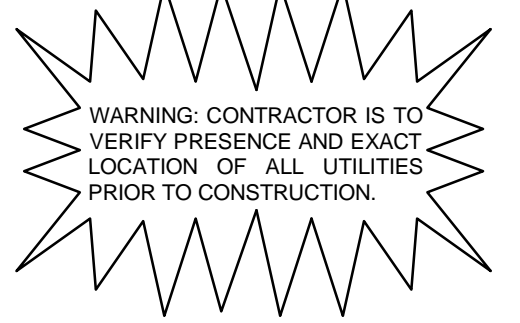 WARNING: CONTRACTOR IS TO
VERIFY PRESENCE AND EXACT
LOCATION OF ALL UTILITIES
PRIOR TO CONSTRUCTION.